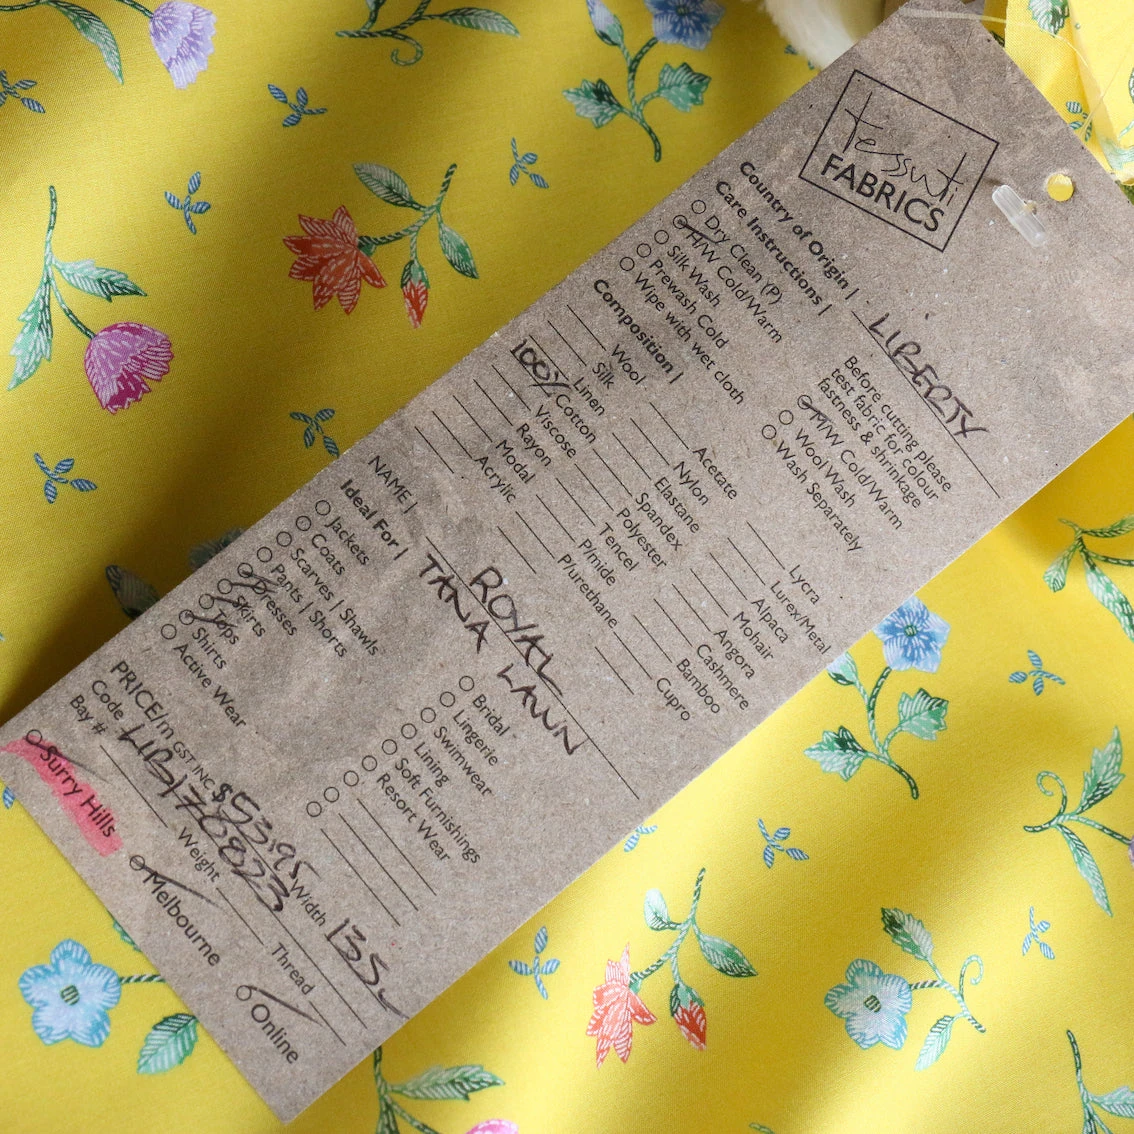 tessuti
FABRICS
Country of Origin | LIBERTY
Care Instructions |
Dry Clean (P)
H/W Cold/Warm
Silk Wash
Prewash Cold
Wipe with wet cloth
Before cutting please
test fabric for colour
fastness & shrinkage
M/W Cold/Warm
Wool Wash
Wash Separately
Composition |
Wool
Silk
Linen
100% Cotton
Viscose
Rayon
Modal
Acrylic
Acetate
Nylon
Elastane
Spandex
Polyester
Tencel
P/mide
P/urethane
Lycra
Lurex/Metal
Alpaca
Mohair
Angora
Cashmere
Bamboo
Cupro
NAME | ROYAL
TANA LAWN
Ideal For |
Jackets
Coats
Scarves | Shawls
Pants | Shorts
Dresses
Skirts
Tops
Shirts
Active Wear
Bridal
Lingerie
Swimwear
Lining
Soft Furnishings
Resort Wear
PRICE/m GST INC $53.95 Width 135
Code LIB170823
Bay # Weight Thread
Surry Hills Melbourne Online